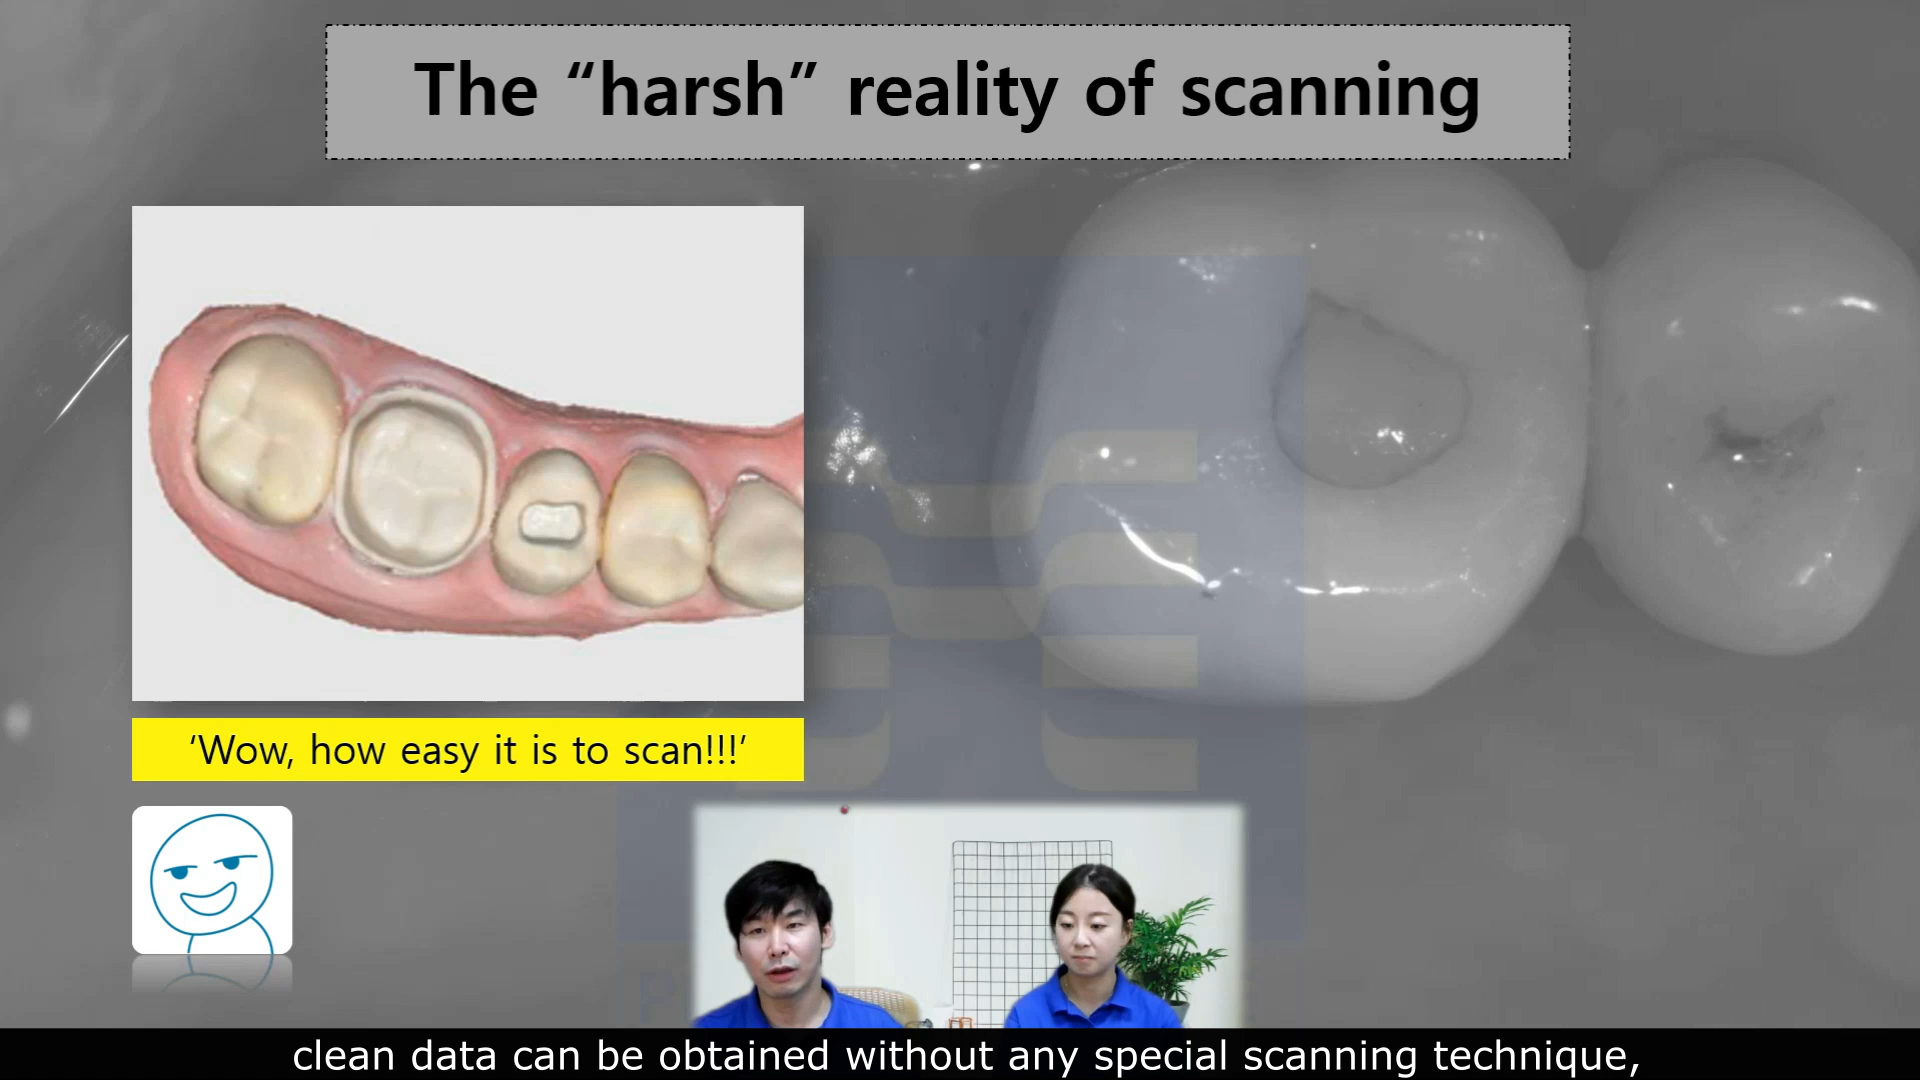 The “harsh” reality of scanning
‘Wow, how easy it is to scan!!!’
clean data can be obtained without any special scanning technique,